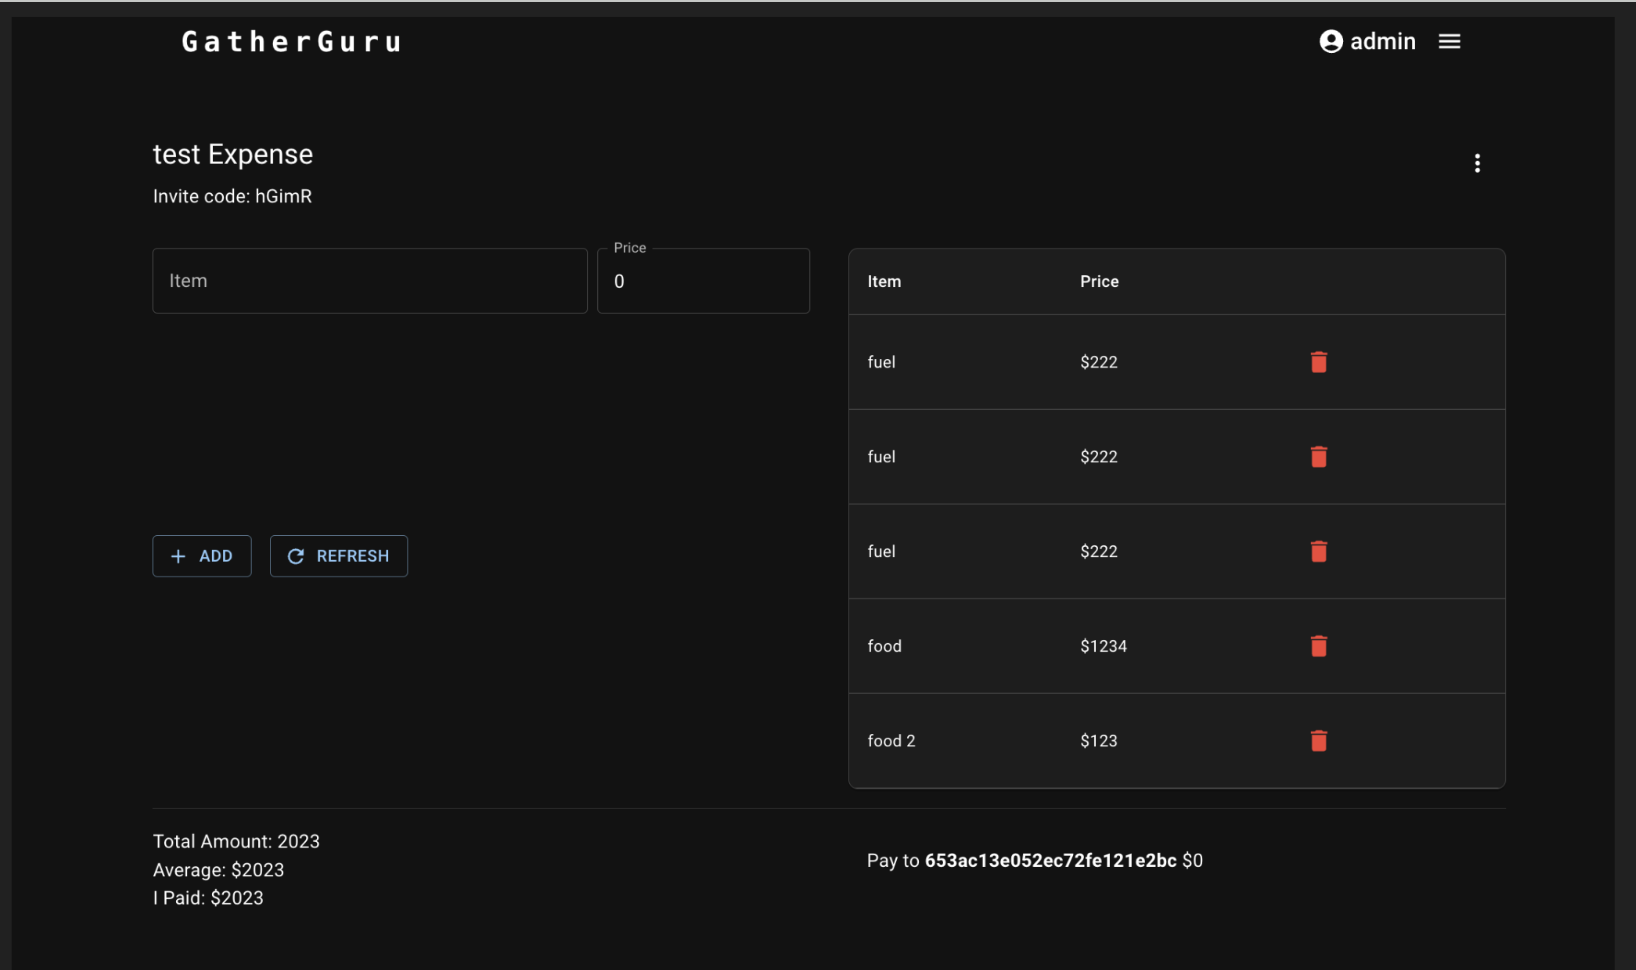 GatherGuru
admin
test Expense
Invite code: hGimR
Item
Price
0
ADD
REFRESH
Item Price
fuel $222
fuel $222
fuel $222
food $1234
food 2 $123
Total Amount: 2023
Average: $2023
I Paid: $2023
Pay to 653ac13e052ec72fe121e2bc $0